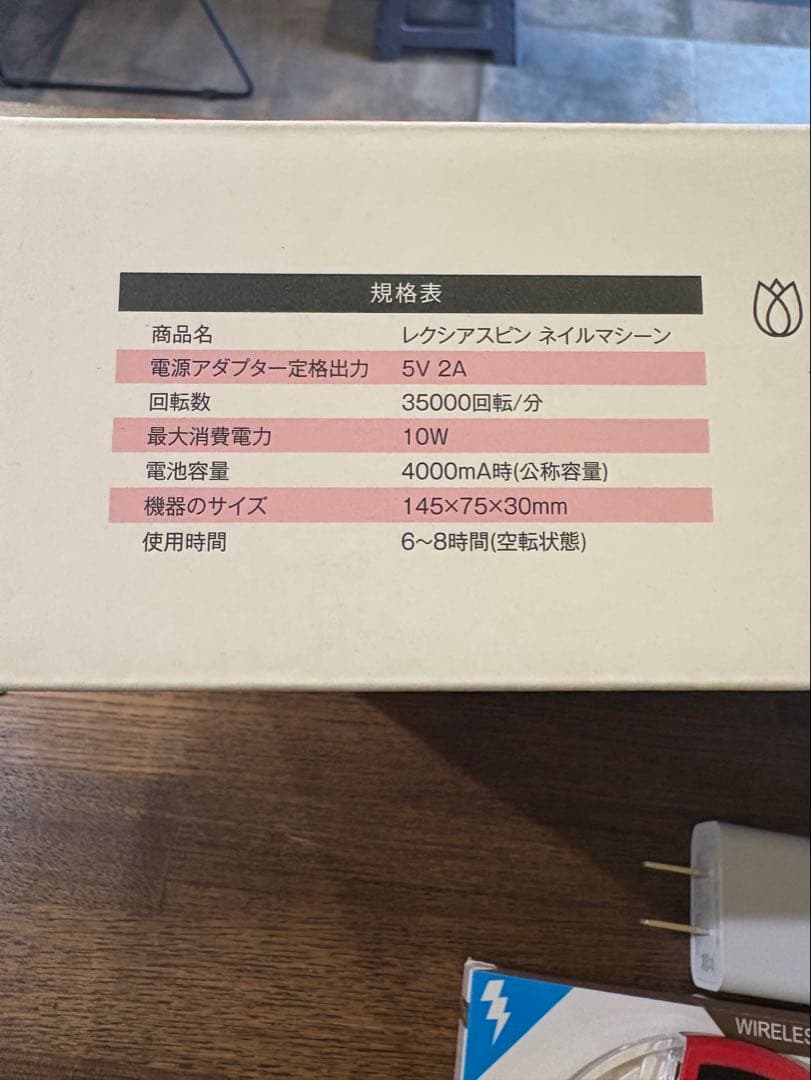 規格表
商品名 レクシアスピン ネイルマシーン
電源アダプター定格出力 5V 2A
回転数 35000回転/分
最大消費電力 10W
電池容量 4000mA時(公称容量)
機器のサイズ 145×75×30mm
使用時間 6〜8時間(空転状態)